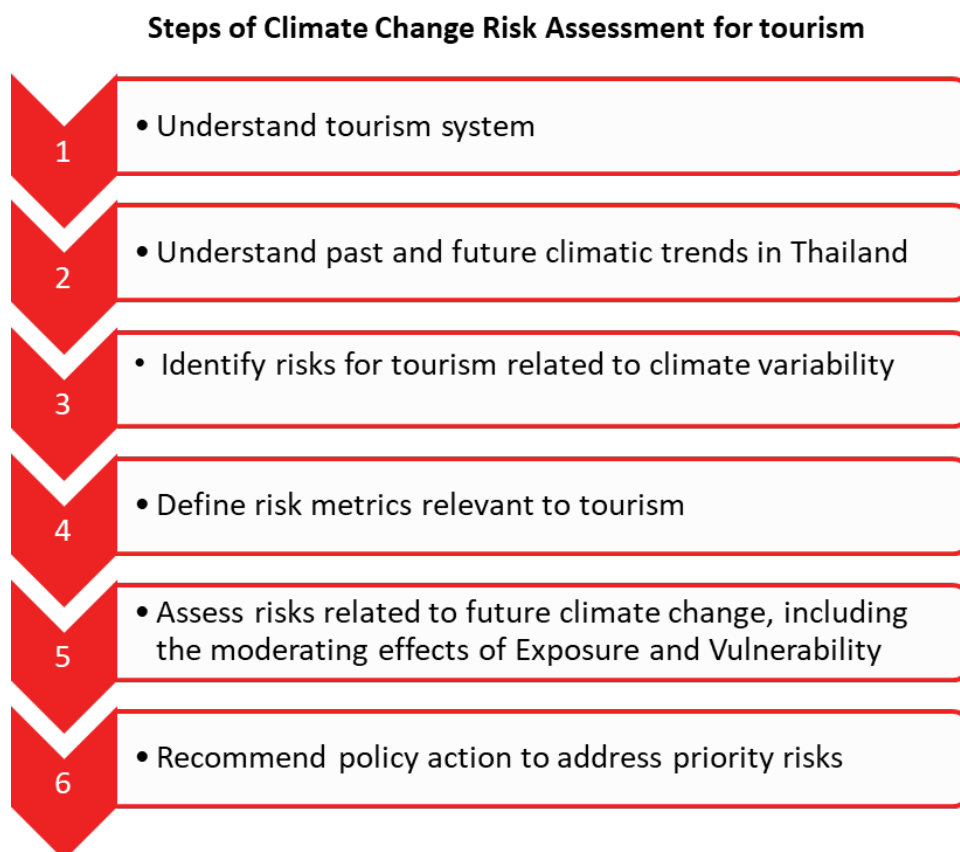 Steps of Climate Change Risk Assessment for tourism
1
• Understand tourism system
2
• Understand past and future climatic trends in Thailand
3
• Identify risks for tourism related to climate variability
4
• Define risk metrics relevant to tourism
5
• Assess risks related to future climate change, including
the moderating effects of Exposure and Vulnerability
6
• Recommend policy action to address priority risks